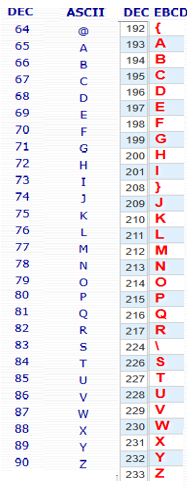 DEC ASCII
64 @
65 A
66 B
67 C
68 D
69 E
70 F
71 G
72 H
73 I
74 J
75 K
76 L
77 M
78 N
79 O
80 P
81 Q
82 R
83 S
84 T
85 U
86 V
87 W
88 X
89 Y
90 Z
DEC EBCD
192 {
193 A
194 B
195 C
196 D
197 E
198 F
199 G
200 H
201 I
208 }
209 J
210 K
211 L
212 M
213 N
214 O
215 P
216 Q
217 R
224 \
226 S
227 T
228 U
229 V
230 W
231 X
232 Y
233 Z